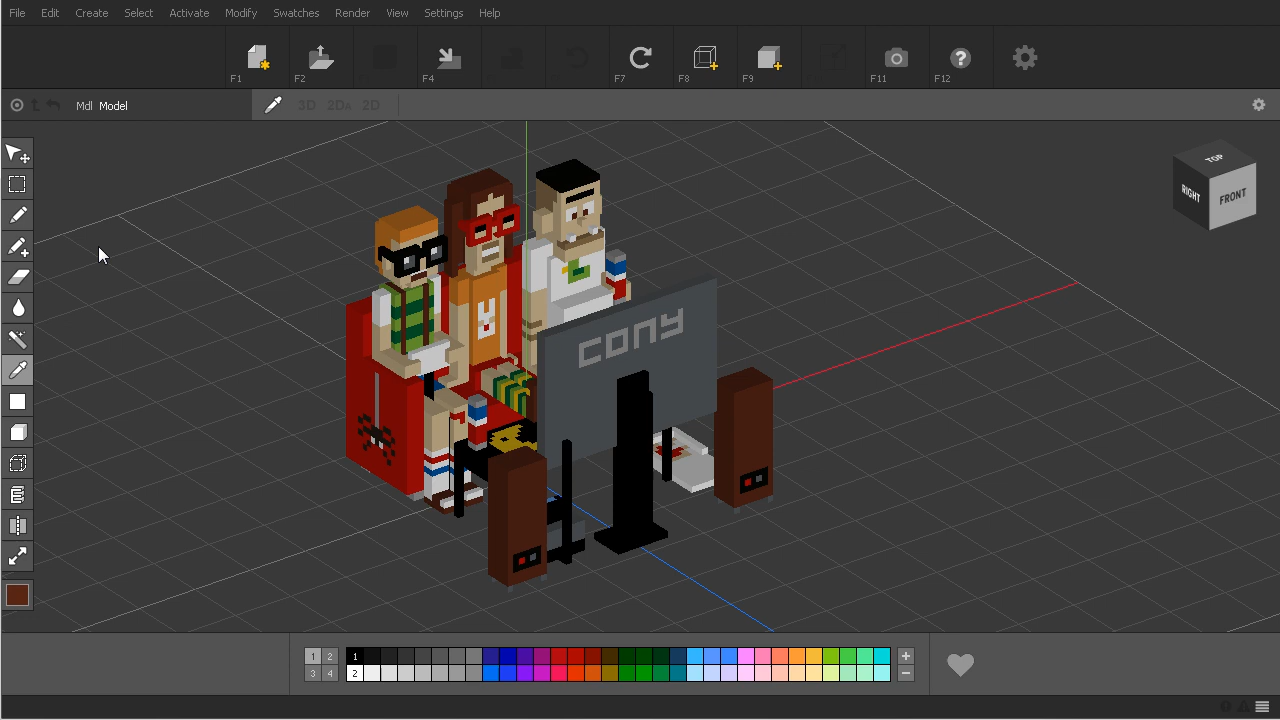 File Edit Create Select Activate Modify Swatches Render View Settings Help
F1 F2 F4 F7 F8 F9 F11 F12
Mdl Model 3D 2DA 2D
TOP
RIGHT FRONT
cony
1 2 1
3 4 2